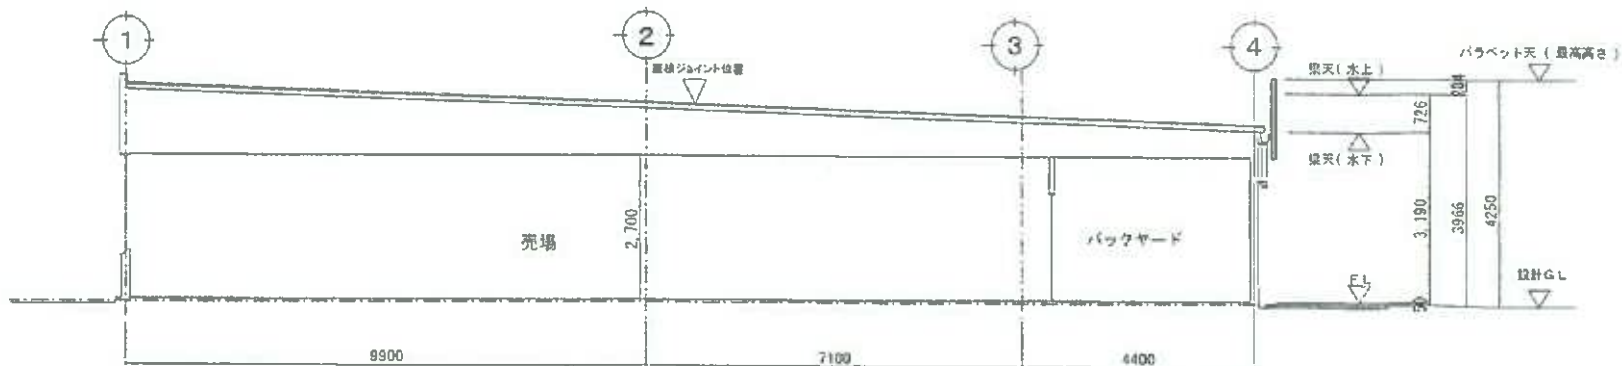 1
2
3
4
パラペット天 ( 最高高さ )
梁天( 水上 )
屋根ジョイント位置
726
梁天( 水下 )
売場
2,700
バックヤード
3,190
3966
4250
FL
設計GL
50
9900
7100
4400